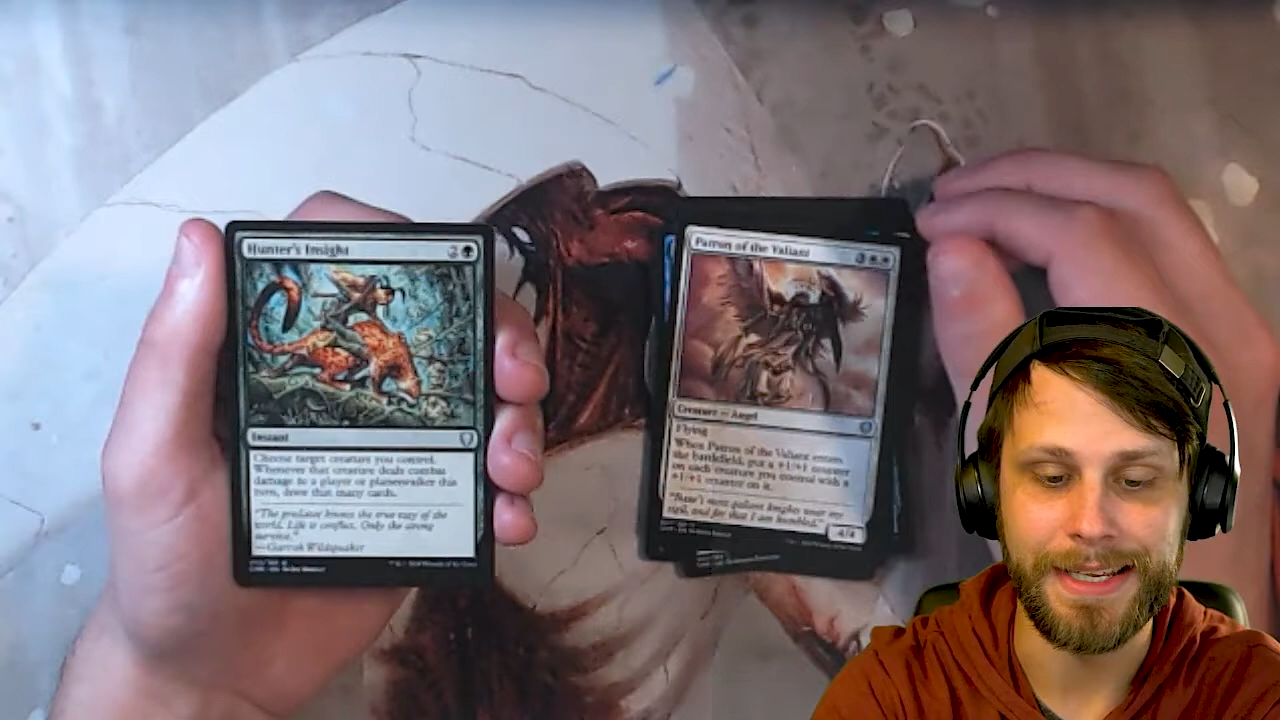 Hunter's Insight 2
Instant
Choose target creature you control.
Whenever that creature deals combat
damage to a player or planeswalker this
turn, draw that many cards.
"The predator knows the true way of the
world. Life is conflict. Only the strong
survive."
—Garruk Wildspeaker
Patron of the Valiant 3
Creature — Angel
Flying
When Patron of the Valiant enters
the battlefield, put a +1/+1 counter
on each creature you control with a
+1/+1 counter on it.
4/4